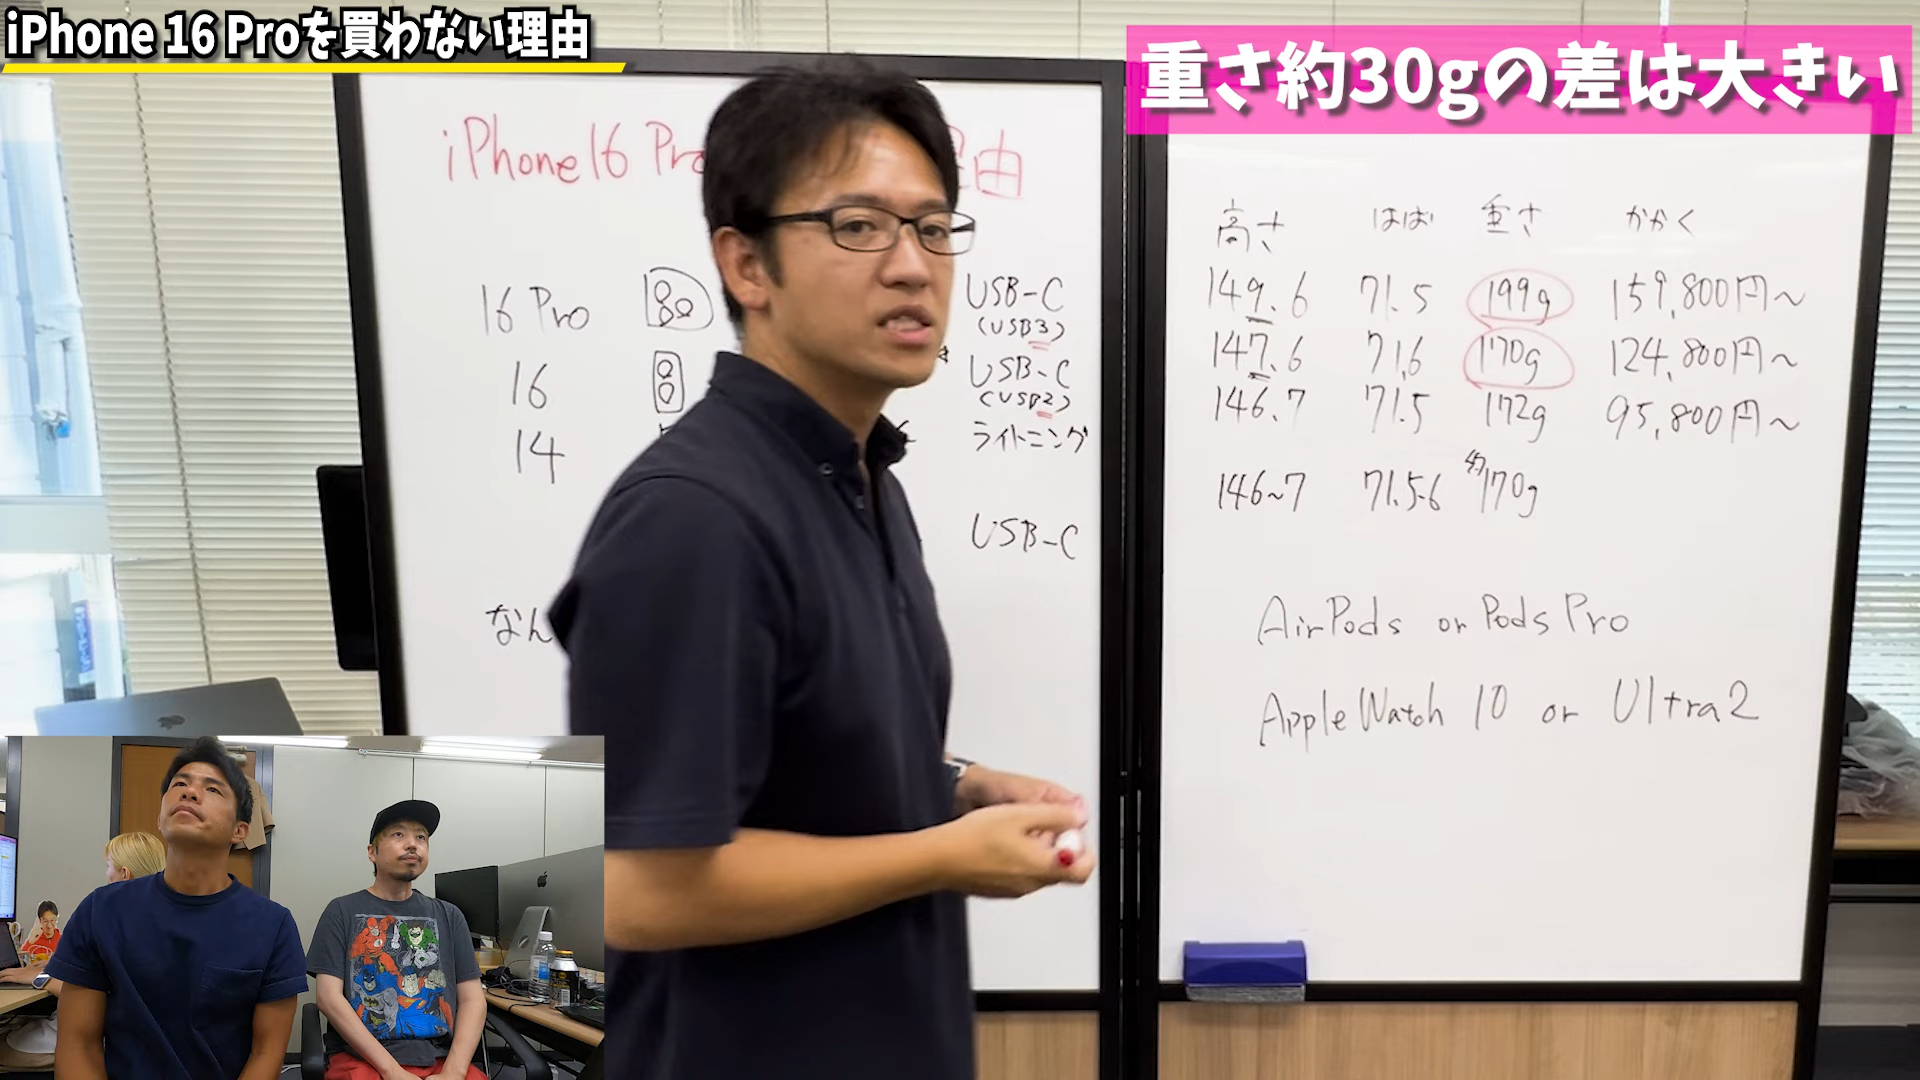 iPhone 16 Proを買わない理由
重さ約30gの差は大きい
iPhone16 Pro 理由
16 Pro USB-C
(USB3)
16 USB-C
(USB2)
14 ライトニング
USB-C
なん
高さ はば 重さ かかく
149.6 71.5 199g 159,800円〜
147.6 71.6 170g 124,800円〜
146.7 71.5 172g 95,800円〜
146~7 71.5-6 約170g
AirPods or Pods Pro
Apple Watch 10 or Ultra2